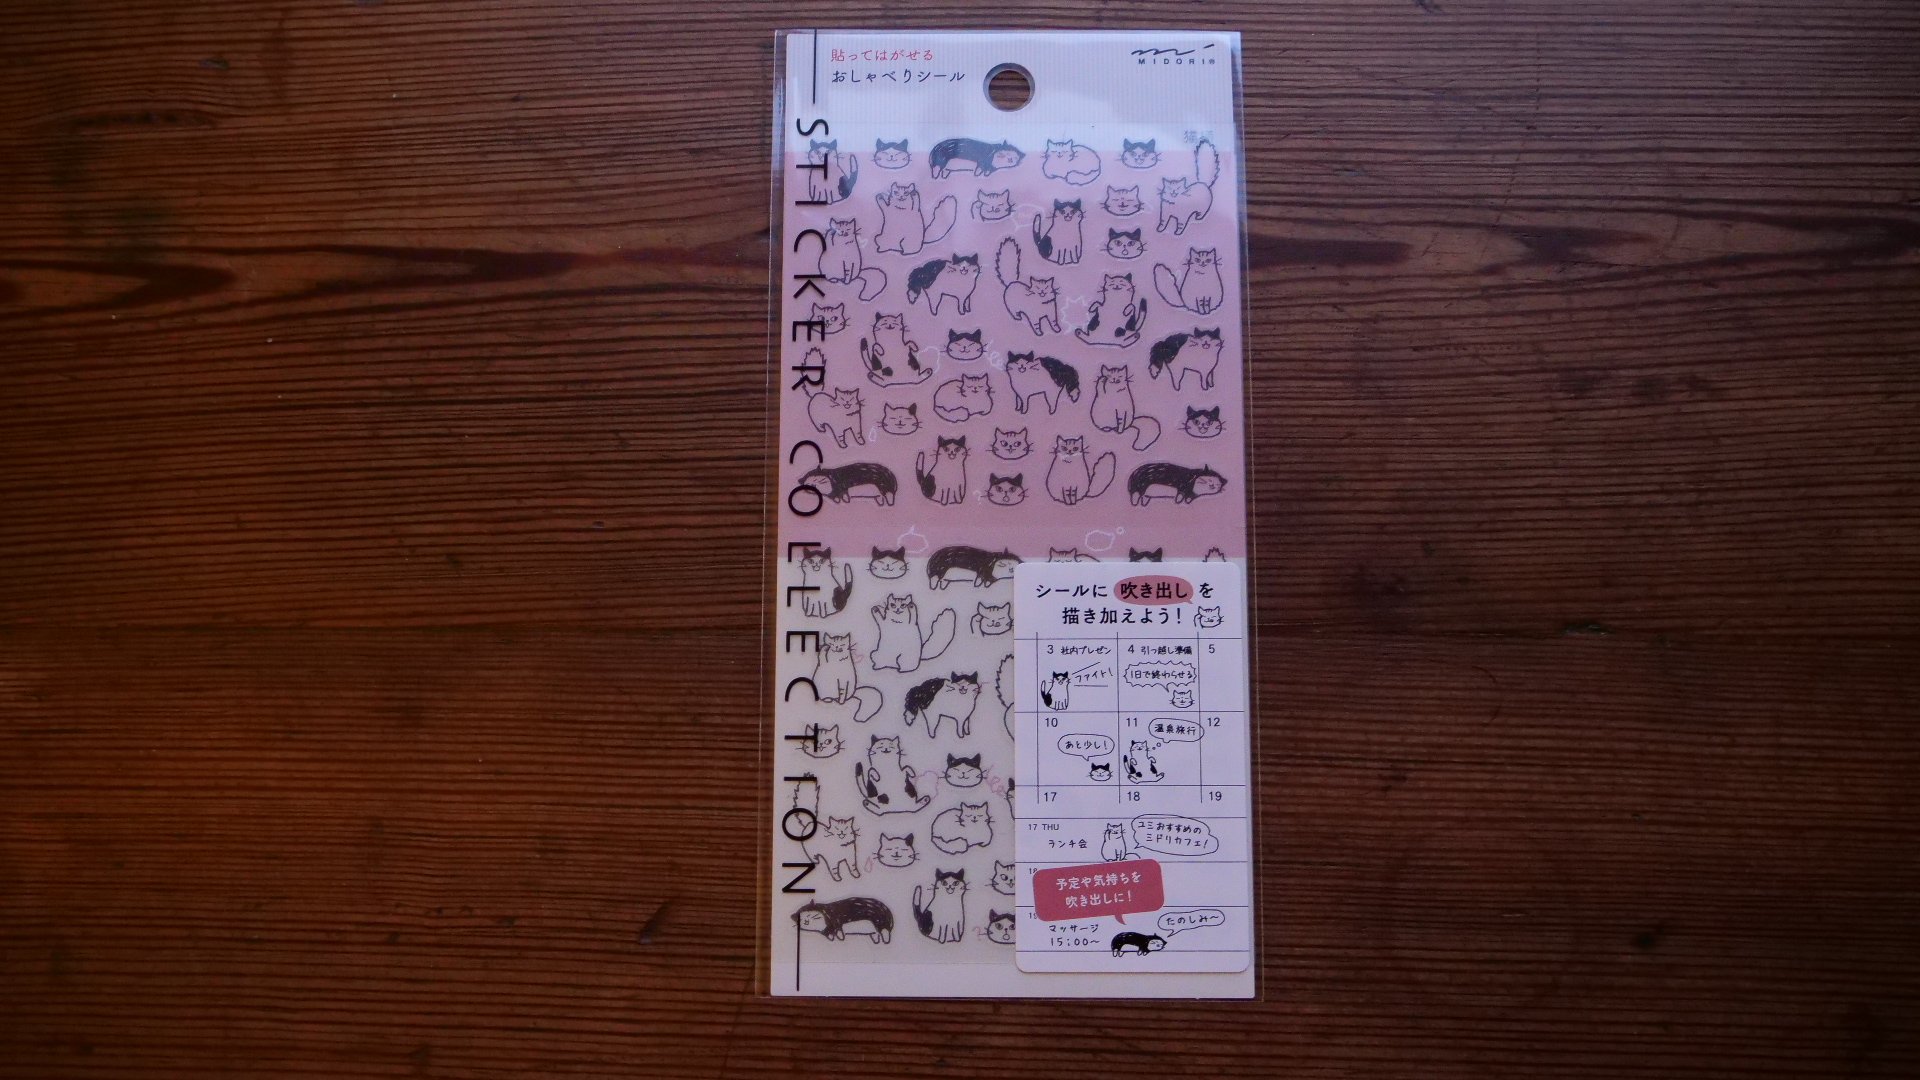 貼ってはがせる
おしゃべりシール
MIDORI®
猫
STICKER COLLECTION
シールに 吹き出し を
描き加えよう!
3 社内プレゼン
ファイト!
4 引っ越し準備
1日で終わらせる
5
10
あと少し!
11
温泉旅行
12
17
18
19
17 THU
ランチ会
ユミおすすめの
ミドリカフェ!
18
予定や気持ちを
吹き出しに!
19
マッサージ
15:00〜
たのしみ〜